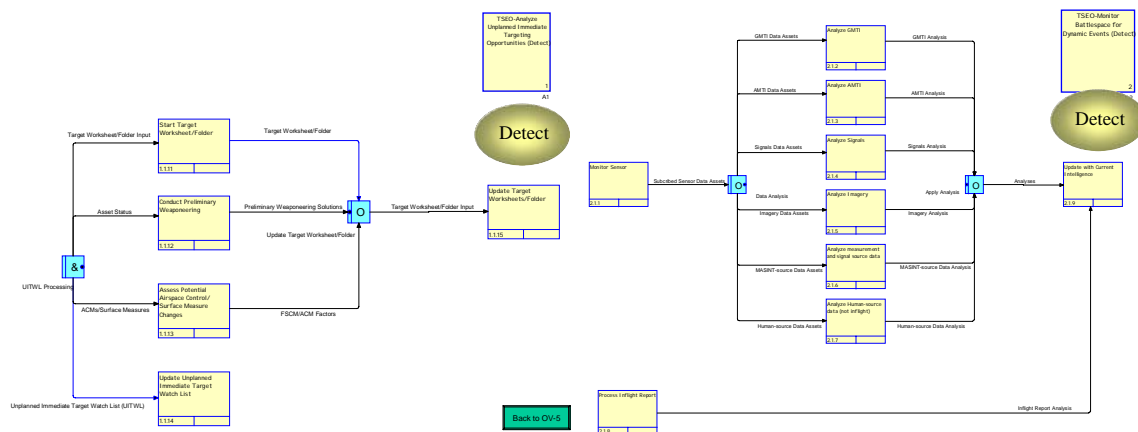 TSEO-Analyze
Unplanned Immediate
Targeting
Opportunities (Detect)
1
A1
Detect
Target Worksheet/Folder Input
Start Target
Worksheet/Folder
1.1.11
Target Worksheet/Folder
Asset Status
Conduct Preliminary
Weaponeering
1.1.12
Preliminary Weaponeering Solutions
O
Update Target Worksheet/Folder
Target Worksheet/Folder Input
Update Target
Worksheets/Folder
1.1.15
&
UITWL Processing
ACMs/Surface Measures
Assess Potential
Airspace Control/
Surface Measure
Changes
1.1.13
FSCM/ACM Factors
Unplanned Immediate Target Watch List (UITWL)
Update Unplanned
Immediate Target
Watch List
1.1.14
Back to OV-5
TSEO-Monitor
Battlespace for
Dynamic Events (Detect)
2
Detect
Monitor Sensor
2.1.1
Subcribed Sensor Data Assets
O
Data Analysis
GMTI Data Assets
Analyze GMTI
2.1.2
GMTI Analysis
AMTI Data Assets
Analyze AMTI
2.1.3
AMTI Analysis
Signals Data Assets
Analyze Signals
2.1.4
Signals Analysis
Imagery Data Assets
Analyze Imagery
2.1.5
Imagery Analysis
MASINT-source Data Assets
Analyze measurement
and signal source data
2.1.6
MASINT-source Data Analysis
Human-source Data Assets
Analyze Human-source
data (not inflight)
2.1.7
Human-source Data Analysis
O
Apply Analysis
Analyses
Update with Current
Intelligence
2.1.9
Process Inflight Report
2.1.8
Inflight Report Analysis